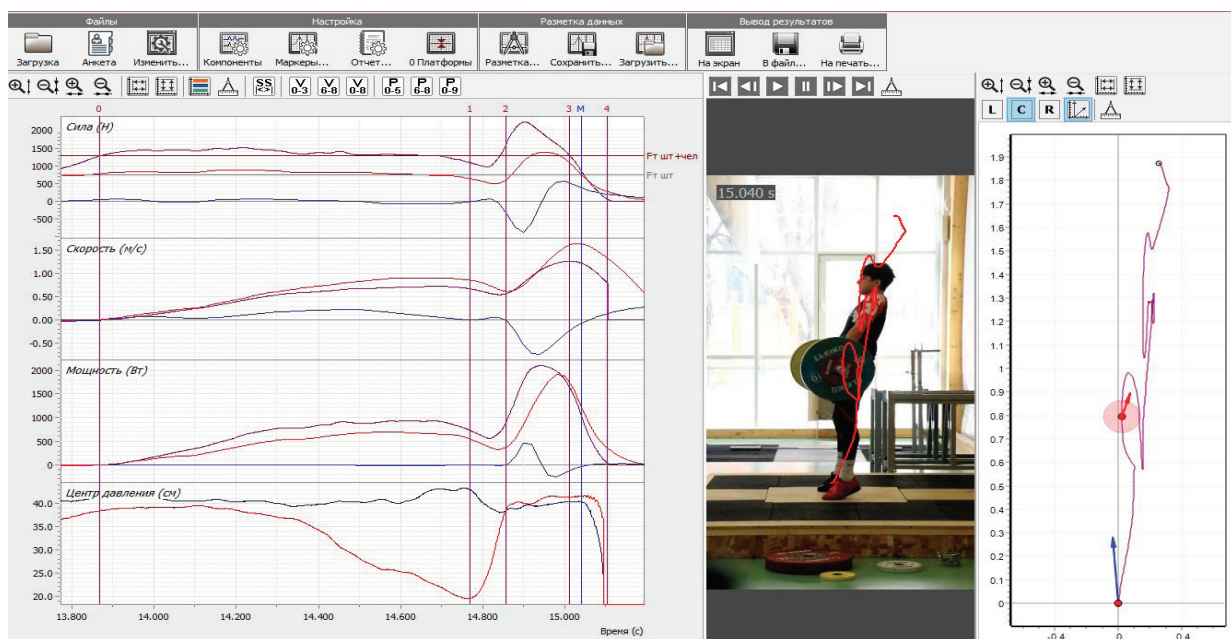 Файлы
Настройка
Разметка данных
Вывод результатов
Загрузка
Анкета
Изменить...
Компоненты
Маркеры...
Отчет...
0 Платформы
Разметка...
Сохранить...
Загрузить...
На экран
В файл...
На печать...
SS
V 0-3
V 6-8
V 0-8
P 0-5
P 6-8
P 0-9
L C R
0 1 2 3 М 4
Сила (Н)
2000
1500
1000
500
0
-500
Fт шт+чел
Fт шт
Скорость (м/с)
1.50
1.00
0.50
0.00
-0.50
Мощность (Вт)
2000
1500
1000
500
0
Центр давления (см)
40.0
35.0
30.0
25.0
20.0
13.800 14.000 14.200 14.400 14.600 14.800 15.000
Время (с)
15.040 s
ELEIKO
1.9
1.8
1.7
1.6
1.5
1.4
1.3
1.2
1.1
1
0.9
0.8
0.7
0.6
0.5
0.4
0.3
0.2
0.1
0
-0.4 0 0.4